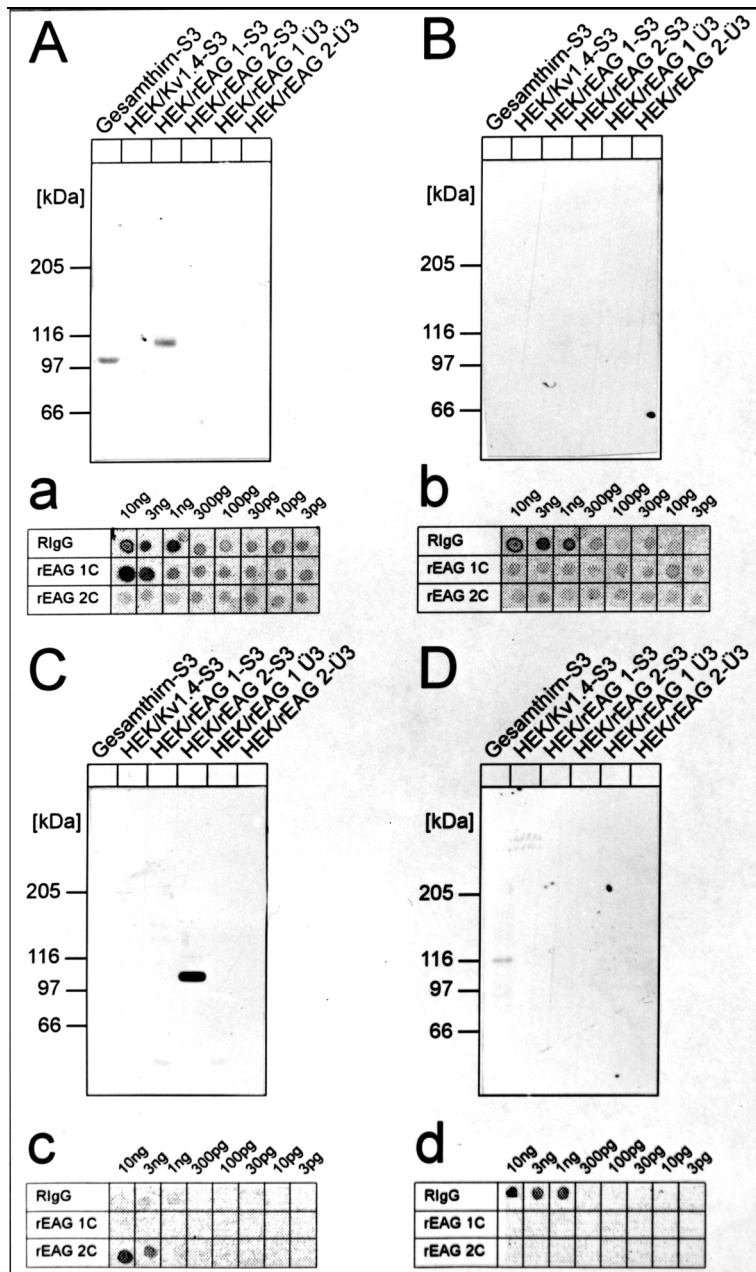 A
Gesamthirn-S3
HEK/Kv1.4-S3
HEK/rEAG 1-S3
HEK/rEAG 2-S3
HEK/rEAG 1 Ü3
HEK/rEAG 2-Ü3
[kDa]
205
116
97
66
a
10ng 3ng 1ng 300pg 100pg 30pg 10pg 3pg
RIgG
rEAG 1C
rEAG 2C
B
Gesamthirn-S3
HEK/Kv1.4-S3
HEK/rEAG 1-S3
HEK/rEAG 2-S3
HEK/rEAG 1 Ü3
HEK/rEAG 2-Ü3
[kDa]
205
116
97
66
b
10ng 3ng 1ng 300pg 100pg 30pg 10pg 3pg
RIgG
rEAG 1C
rEAG 2C
C
Gesamthirn-S3
HEK/Kv1.4-S3
HEK/rEAG 1-S3
HEK/rEAG 2-S3
HEK/rEAG 1 Ü3
HEK/rEAG 2-Ü3
[kDa]
205
116
97
66
c
10ng 3ng 1ng 300pg 100pg 30pg 10pg 3pg
RIgG
rEAG 1C
rEAG 2C
D
Gesamthirn-S3
HEK/Kv1.4-S3
HEK/rEAG 1-S3
HEK/rEAG 2-S3
HEK/rEAG 1 Ü3
HEK/rEAG 2-Ü3
[kDa]
205
116
97
66
d
10ng 3ng 1ng 300pg 100pg 30pg 10pg 3pg
RIgG
rEAG 1C
rEAG 2C